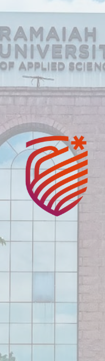 RAMAIAH
UNIVERSIT
OF APPLIED SCIENC